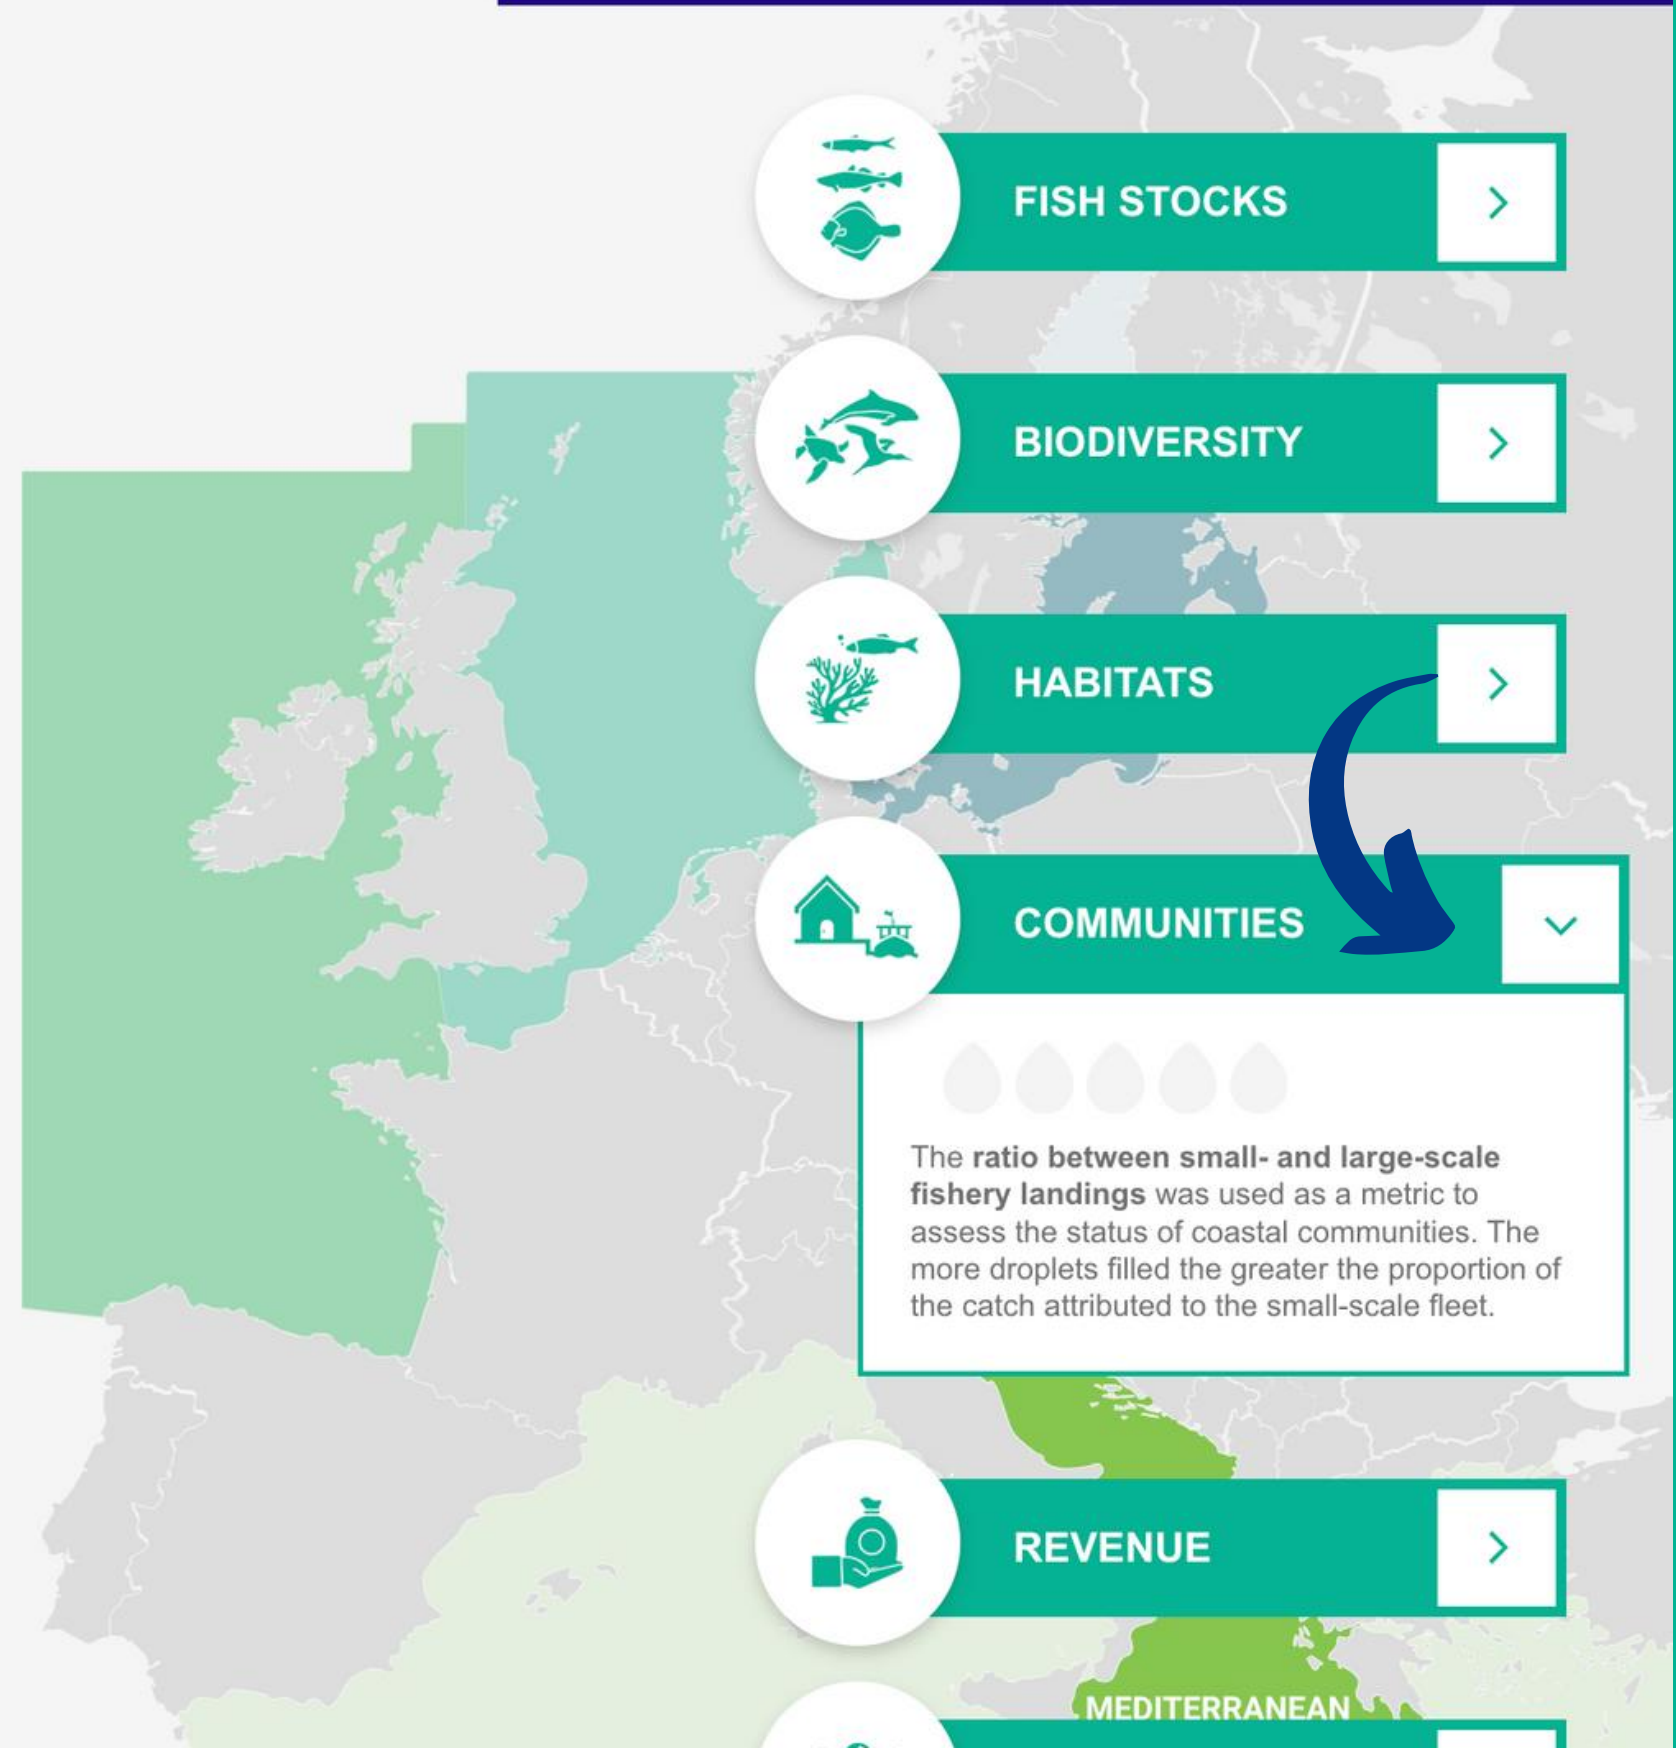 FISH STOCKS
BIODIVERSITY
HABITATS
COMMUNITIES
The ratio between small- and large-scale
fishery landings was used as a metric to
assess the status of coastal communities. The
more droplets filled the greater the proportion of
the catch attributed to the small-scale fleet.
REVENUE
MEDITERRANEAN